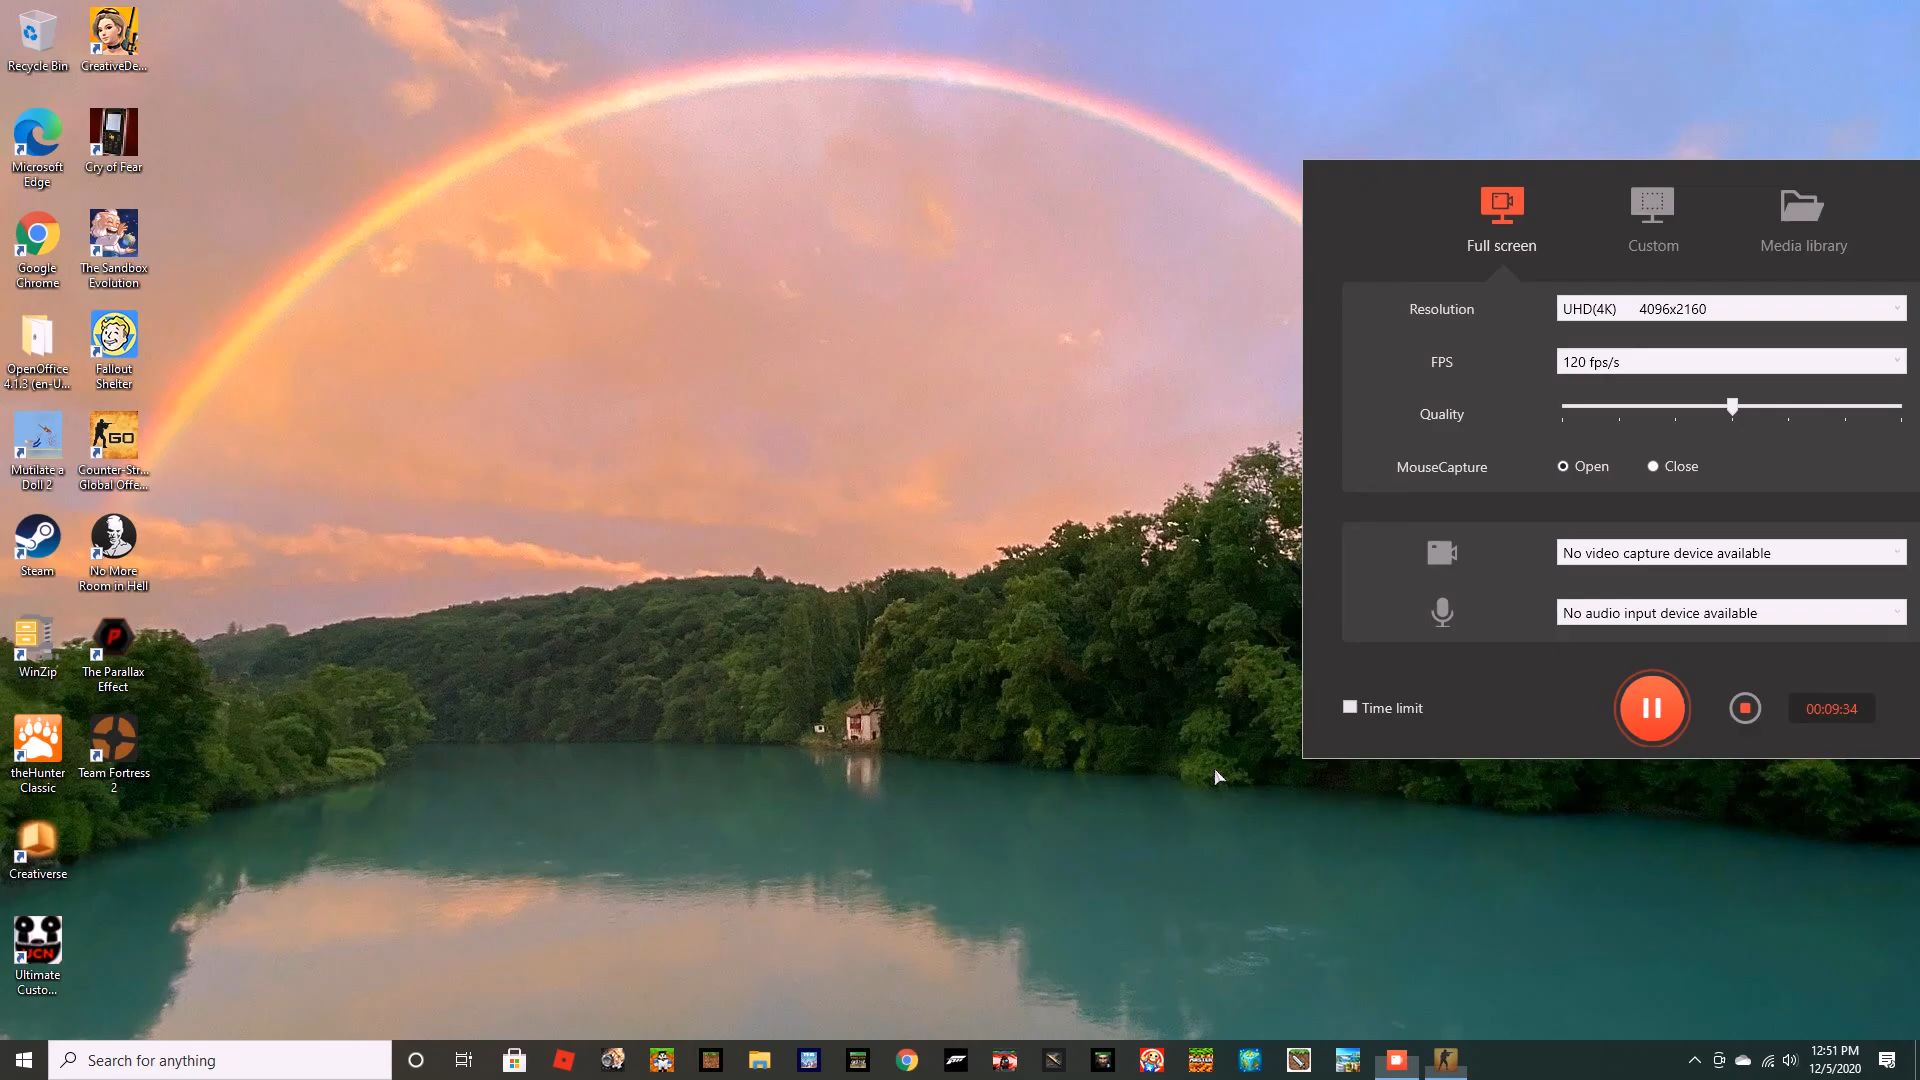 Recycle Bin
CreativeDe...
Microsoft
Edge
Cry of Fear
Google
Chrome
The Sandbox
Evolution
OpenOffice
4.1.3 (en-U...
Fallout
Shelter
Mutilate a
Doll 2
GO
Counter-Str...
Global Offe...
Steam
No More
Room in Hell
WinZip
P
The Parallax
Effect
theHunter
Classic
Team Fortress
2
Creativerse
UCN
Ultimate
Custo...
Full screen
Custom
Media library
Resolution
UHD(4K) 4096x2160
FPS
120 fps/s
Quality
MouseCapture
Open
Close
No video capture device available
No audio input device available
Time limit
00:09:34
Search for anything
12:51 PM
12/5/2020